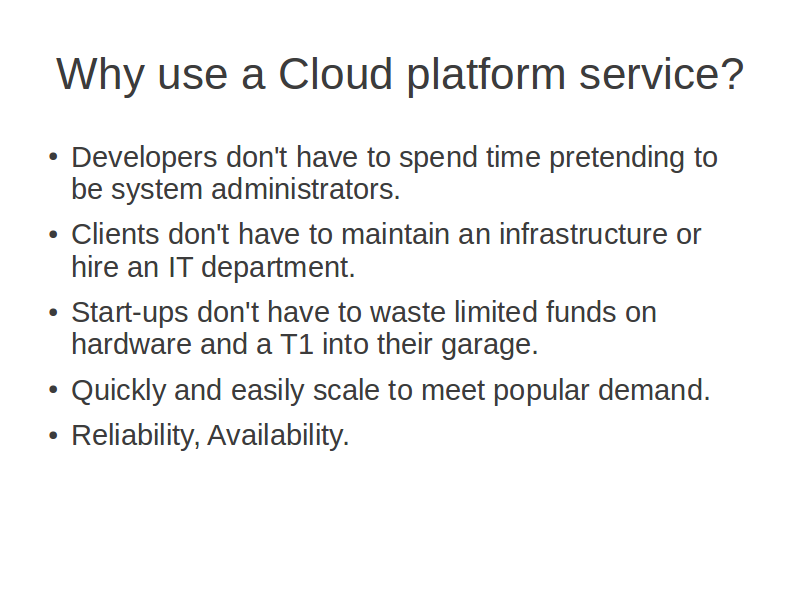 Why use a Cloud platform service?
• Developers don't have to spend time pretending to
be system administrators.
• Clients don't have to maintain an infrastructure or
hire an IT department.
• Start-ups don't have to waste limited funds on
hardware and a T1 into their garage.
• Quickly and easily scale to meet popular demand.
• Reliability, Availability.